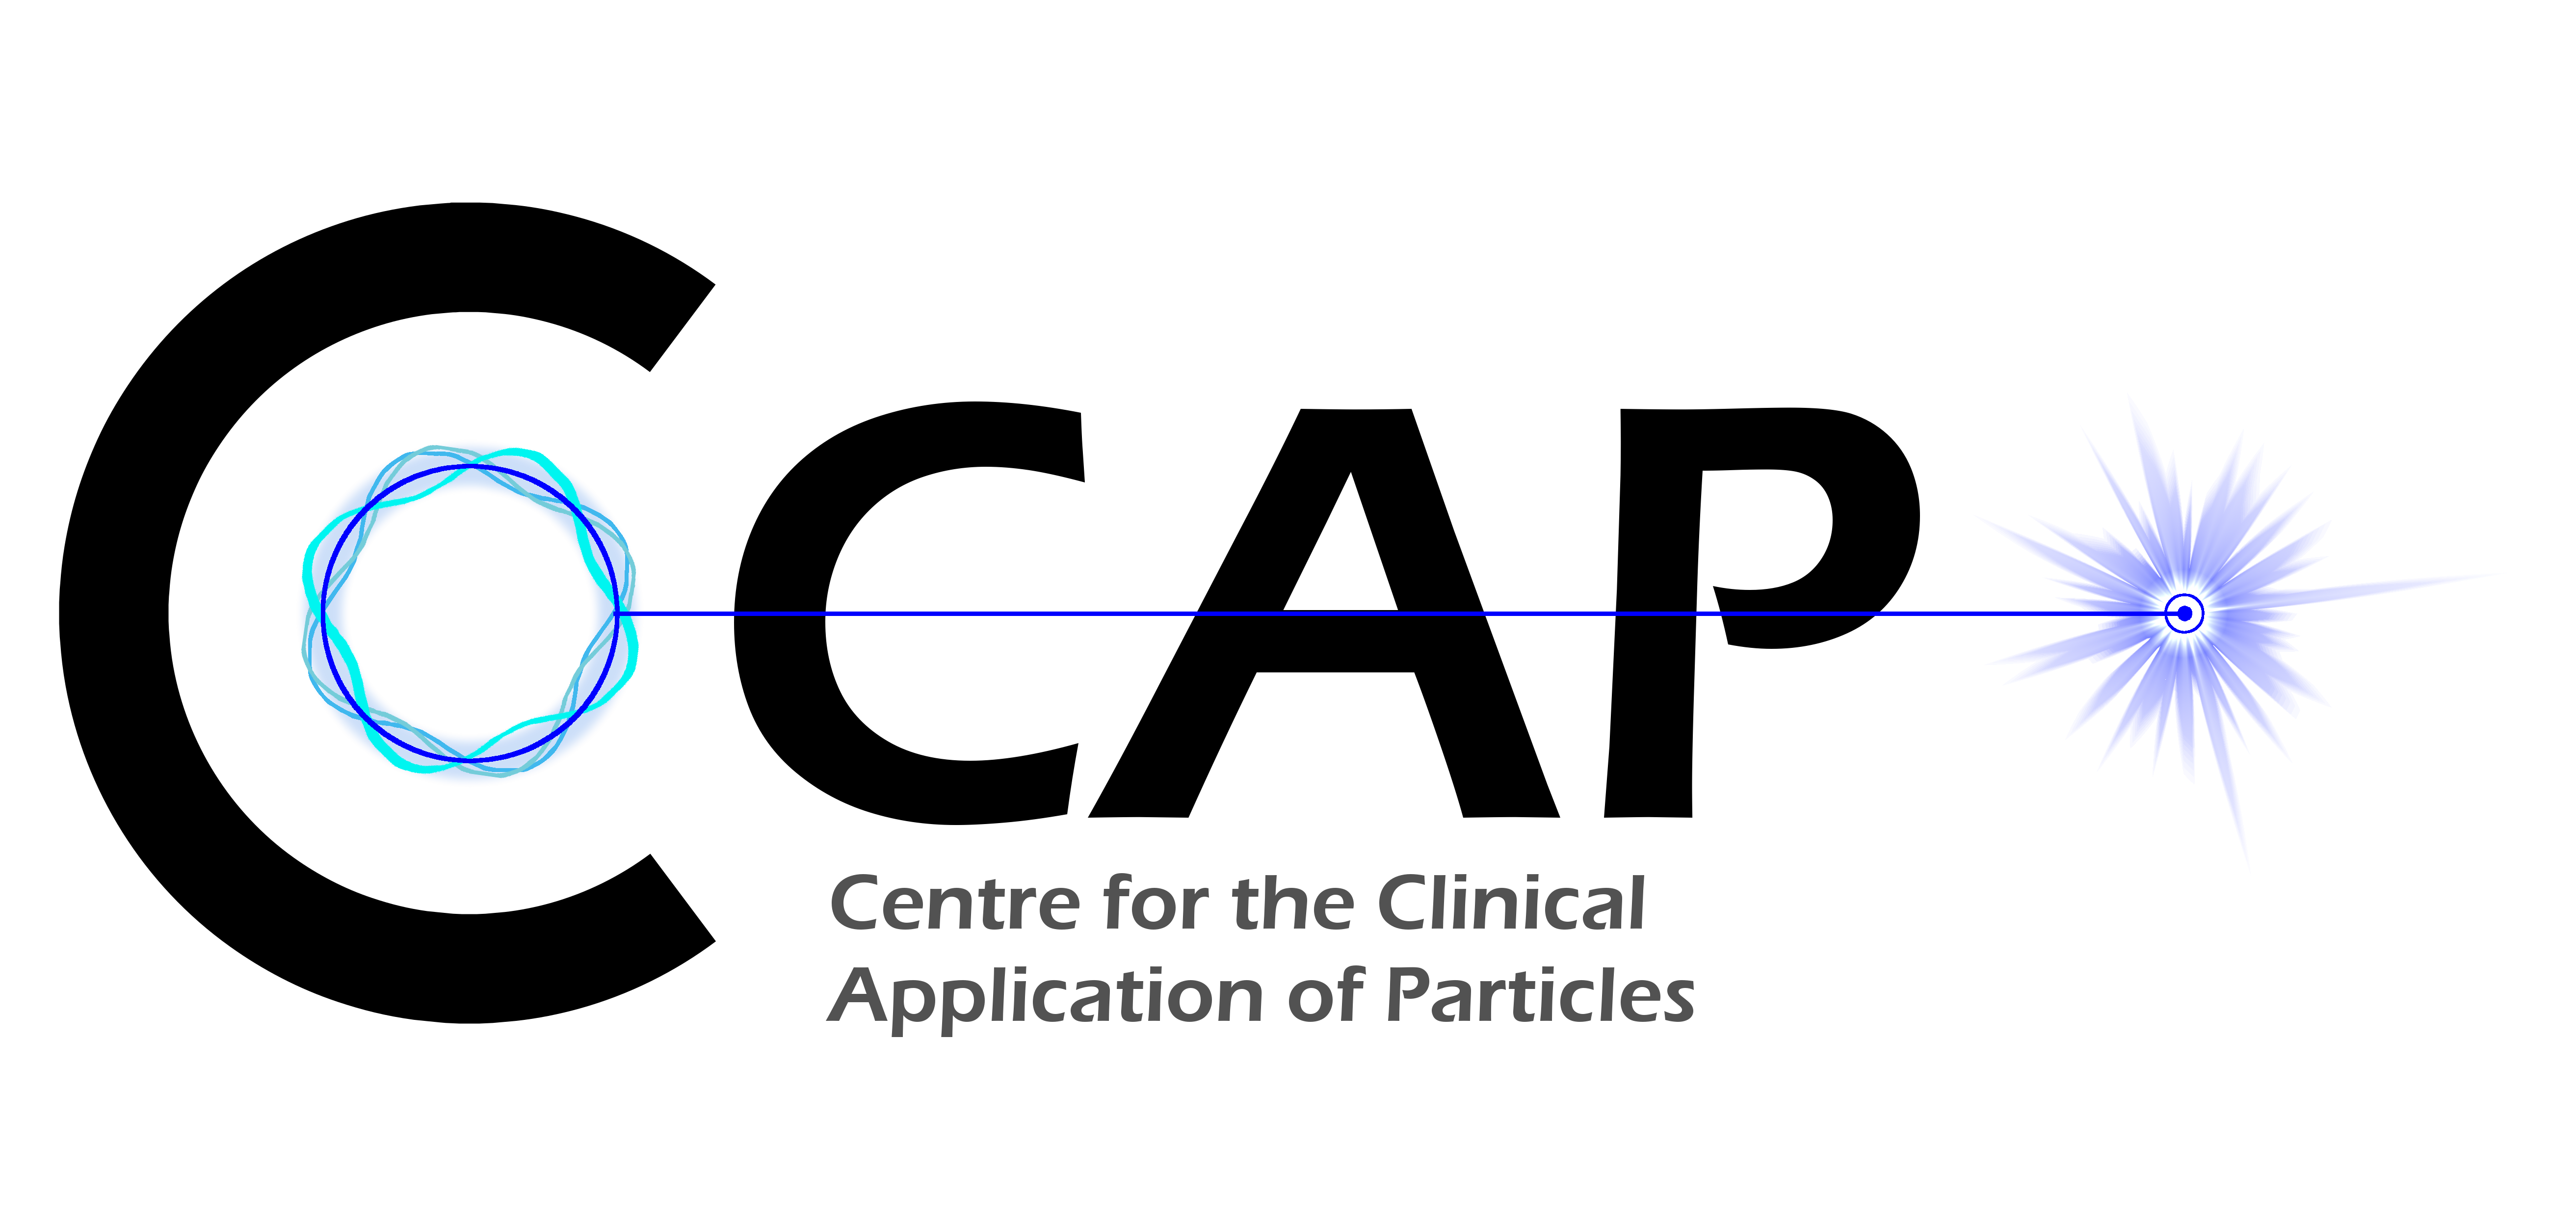 CCAP
Centre for the Clinical
Application of Particles